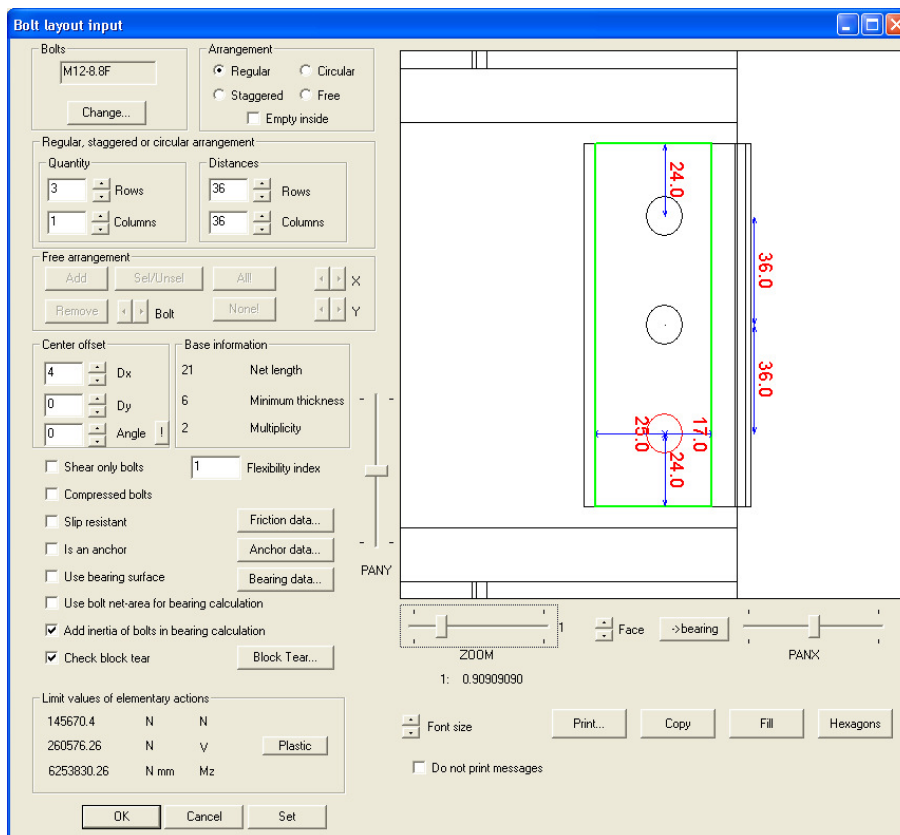 Bolt layout input
Bolts
M12-8.8F
Change...
Arrangement
Regular
Circular
Staggered
Free
Empty inside
Regular, staggered or circular arrangement
Quantity
3 Rows
1 Columns
Distances
36 Rows
36 Columns
Free arrangement
Add
Sel/Unsel
All!
X
Remove
Bolt
None!
Y
Center offset
4 Dx
0 Dy
0 Angle !
Base information
21 Net length
6 Minimum thickness
2 Multiplicity
Shear only bolts
1 Flexibility index
Compressed bolts
Slip resistant
Friction data...
Is an anchor
Anchor data...
Use bearing surface
Bearing data...
Use bolt net-area for bearing calculation
Add inertia of bolts in bearing calculation
Check block tear
Block Tear...
PANY
Limit values of elementary actions
145670.4 N N
260576.26 N V
6253830.26 N mm Mz
Plastic
OK
Cancel
Set
24.0
36.0
36.0
25.0
17.0
24.0
1
Face
->bearing
ZOOM
PANX
1: 0.90909090
Font size
Print...
Copy
Fill
Hexagons
Do not print messages